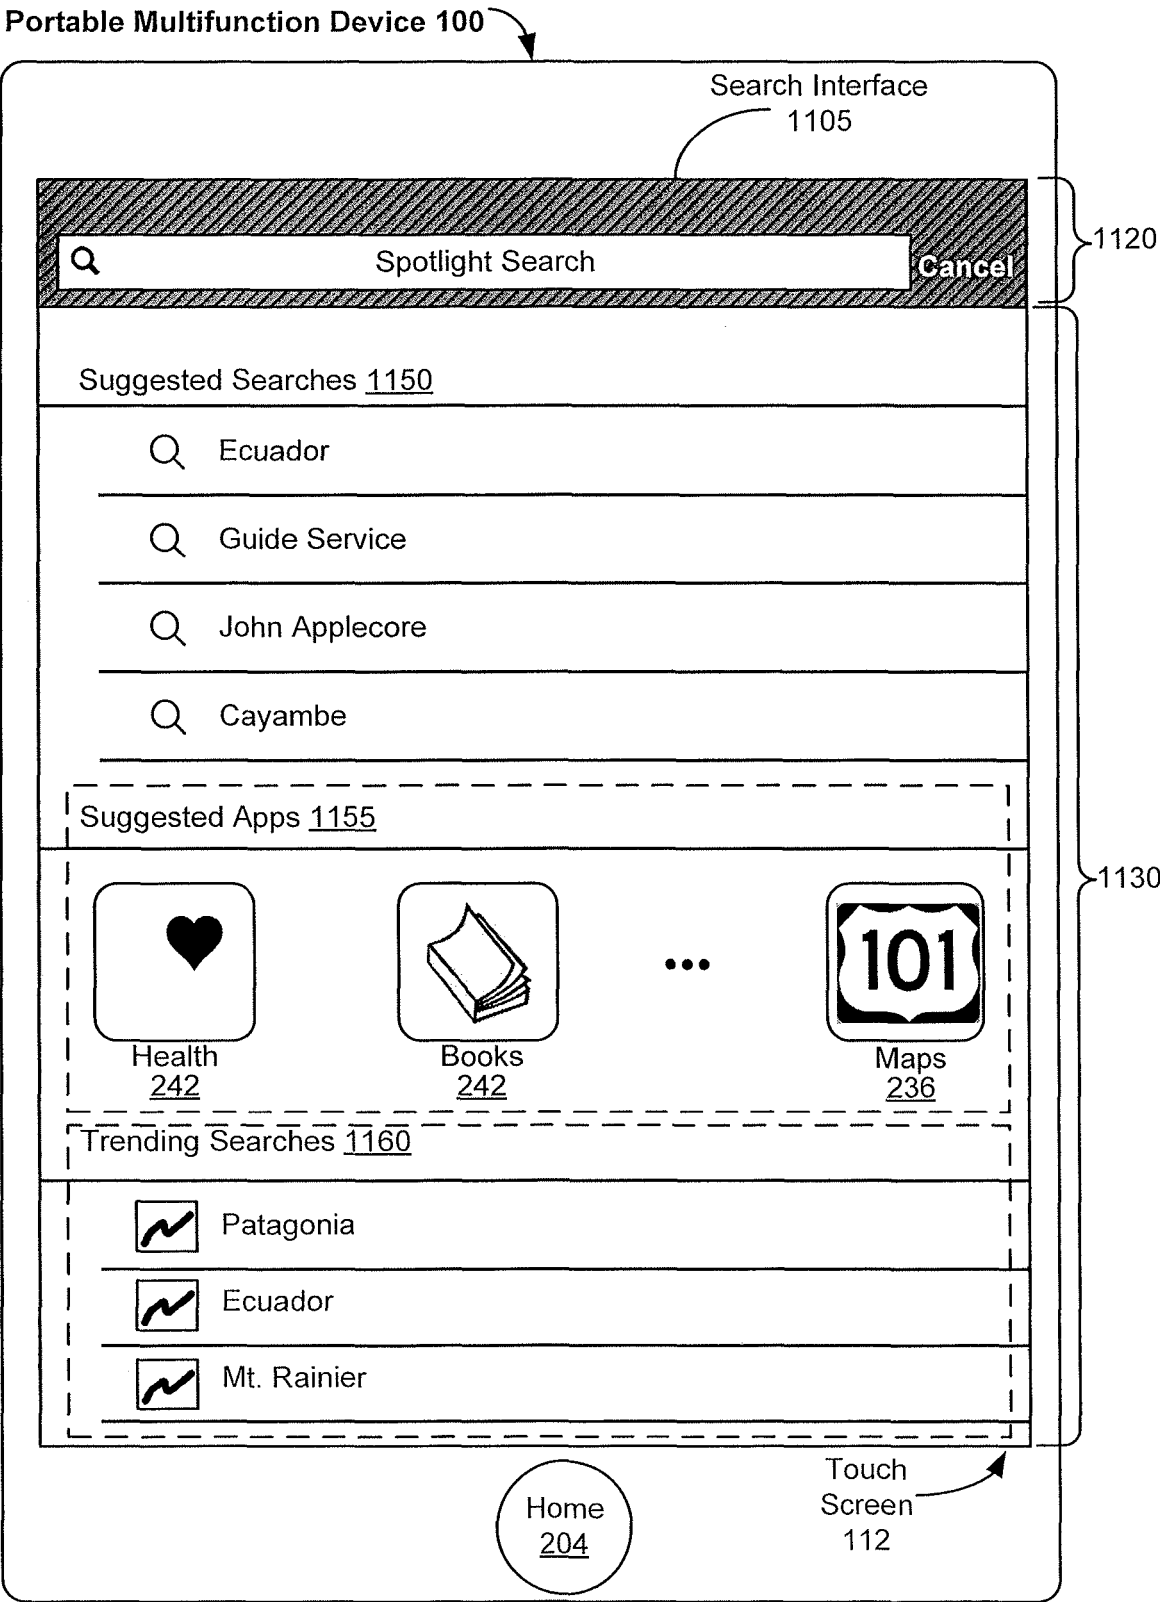 Portable Multifunction Device 100
Search Interface
1105
1120
Spotlight Search
Cancel
Suggested Searches 1150
Ecuador
Guide Service
John Applecore
Cayambe
Suggested Apps 1155
1130
101
Health
242
Books
242
Maps
236
Trending Searches 1160
Patagonia
Ecuador
Mt. Rainier
Touch
Screen
112
Home
204